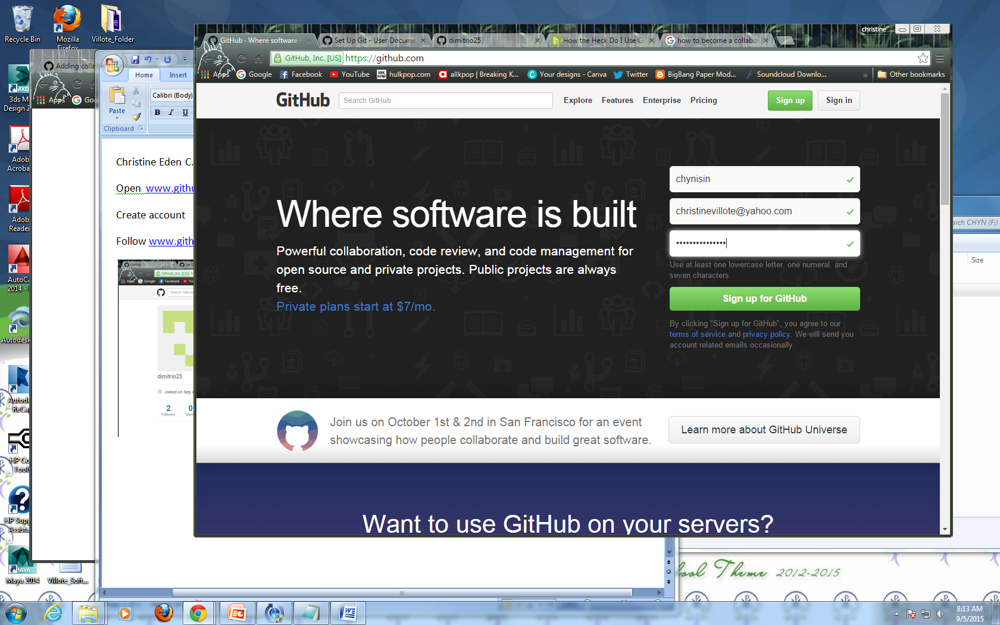 Recycle Bin
Mozilla
Firefox
Villote_Folder
3ds M
Design 2
Adob
Acroba
Adob
Reade
AutoCA
2014 -
Autodesk
Autode
ReCa
HP Co
Tools
HP Supp
Assista
Maya 2014
Villote_Soft...
Adding colla
Apps
Goo
Home
Insert
Paste
Clipboard
Calibri (Body)
B I U
Christine Eden C.
Open www.githu
Create account
Follow www.gith
dimitrio25
Joined on Sep 4
2
Followers
0
christine
GitHub · Where software i
Set Up Git - User Docume
dimitrio25
How the Heck Do I Use G
how to become a collabo
GitHub, Inc. [US]
https://github.com
Apps
Google
Facebook
YouTube
hulkpop.com
allkpop | Breaking K...
Your designs - Canva
Twitter
BigBang Paper Mod...
Soundcloud Downlo...
»
Other bookmarks
GitHub
Search GitHub
Explore
Features
Enterprise
Pricing
Sign up
Sign in
Where software is built
Powerful collaboration, code review, and code management for
open source and private projects. Public projects are always
free.
Private plans start at $7/mo.
chynisin
christinevillote@yahoo.com
•••••••••••••••
Use at least one lowercase letter, one numeral, and
seven characters.
Sign up for GitHub
By clicking "Sign up for GitHub", you agree to our
terms of service and privacy policy. We will send you
account related emails occasionally.
Join us on October 1st & 2nd in San Francisco for an event
showcasing how people collaborate and build great software.
Learn more about GitHub Universe
Want to use GitHub on your servers?
arch CHYN (F:)
Size
ool Theme 2012-2015
8:13 AM
9/5/2015